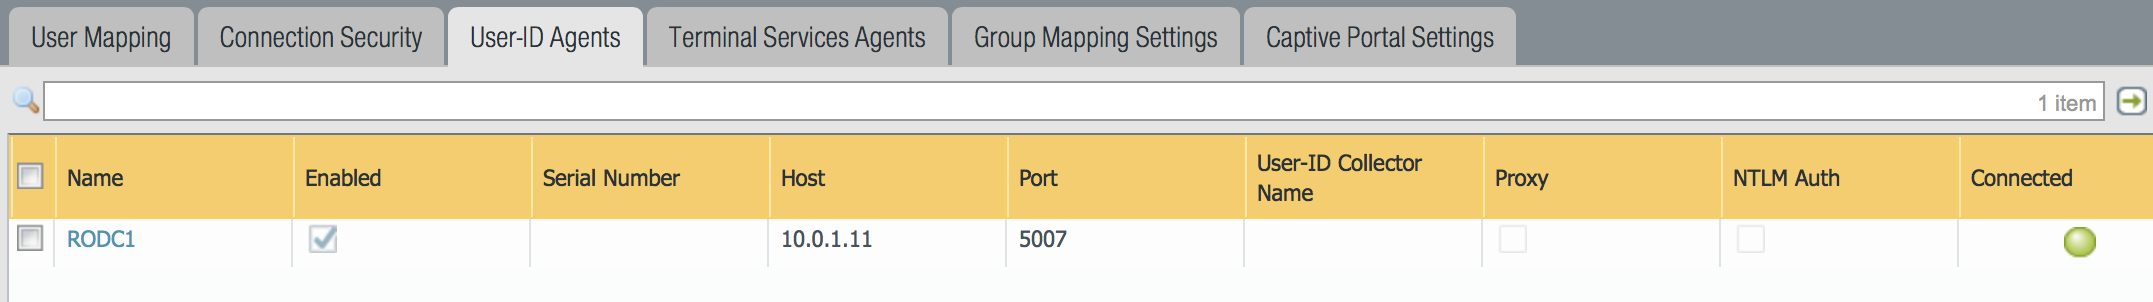 User Mapping
Connection Security
User-ID Agents
Terminal Services Agents
Group Mapping Settings
Captive Portal Settings
1 item
Name
Enabled
Serial Number
Host
Port
User-ID Collector
Name
Proxy
NTLM Auth
Connected
RODC1
10.0.1.11
5007